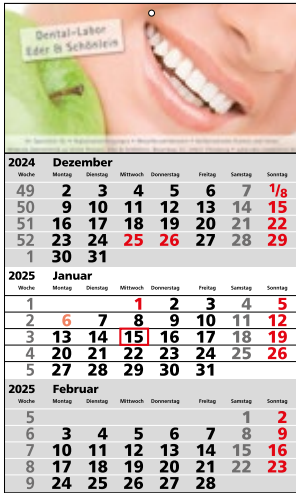 Dental-Labor
Eder & Schönlein
2024 Dezember
Woche Montag Dienstag Mittwoch Donnerstag Freitag Samstag Sonntag
49 2 3 4 5 6 7 1/8
50 9 10 11 12 13 14 15
51 16 17 18 19 20 21 22
52 23 24 25 26 27 28 29
1 30 31
2025 Januar
Woche Montag Dienstag Mittwoch Donnerstag Freitag Samstag Sonntag
1 1 2 3 4 5
2 6 7 8 9 10 11 12
3 13 14 15 16 17 18 19
4 20 21 22 23 24 25 26
5 27 28 29 30 31
2025 Februar
Woche Montag Dienstag Mittwoch Donnerstag Freitag Samstag Sonntag
5 1 2
6 3 4 5 6 7 8 9
7 10 11 12 13 14 15 16
8 17 18 19 20 21 22 23
9 24 25 26 27 28